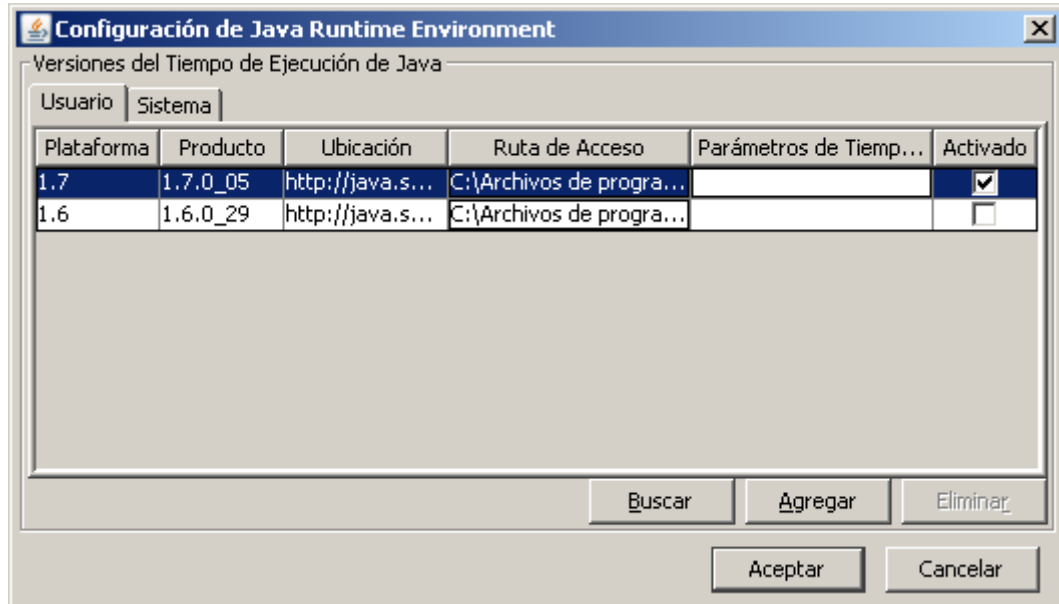 Configuración de Java Runtime Environment
Versiones del Tiempo de Ejecución de Java
Usuario Sistema
Plataforma Producto Ubicación Ruta de Acceso Parámetros de Tiemp... Activado
1.7 1.7.0_05 http://java.s... C:\Archivos de progra...
1.6 1.6.0_29 http://java.s... C:\Archivos de progra...
Buscar Agregar Eliminar
Aceptar Cancelar